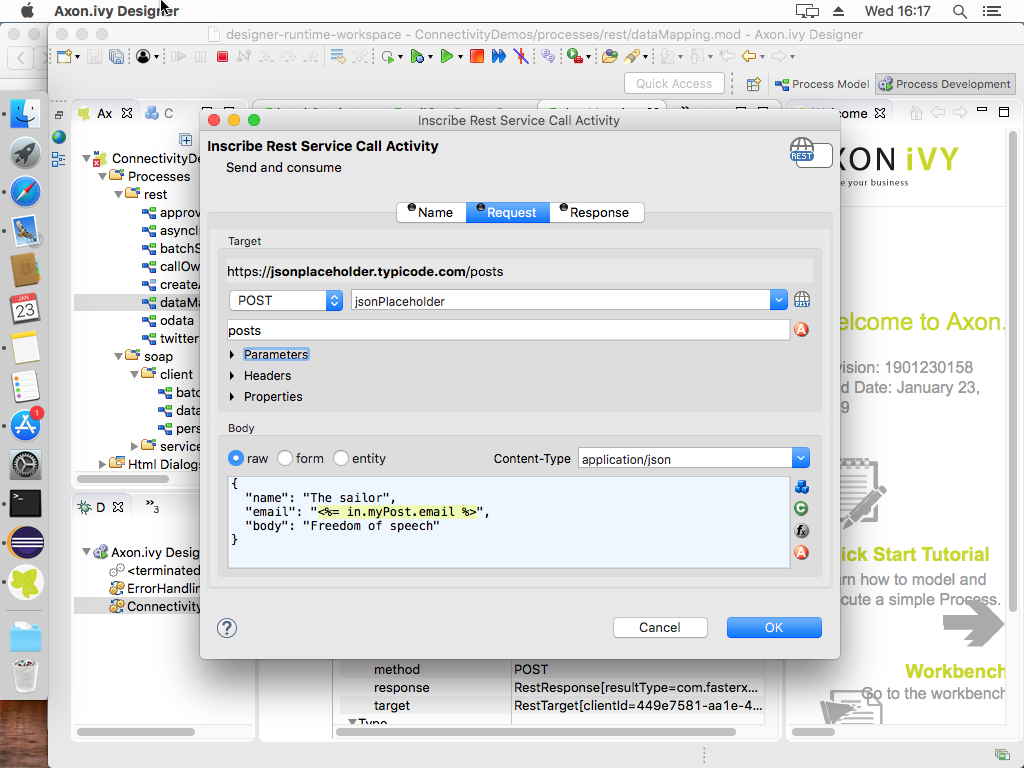 Axon.ivy Designer
Wed 16:17
designer-runtime-workspace - ConnectivityDemos/processes/rest/dataMapping.mod - Axon.ivy Designer
Quick Access
Process Model
Process Development
Ax
C
ome
ConnectivityDe
Processes
rest
approv
asyncl
batchS
callOw
create
dataMa
odata
twitter
soap
client
batc
data
pers
service
Html Dialogs
Inscribe Rest Service Call Activity
Inscribe Rest Service Call Activity
Send and consume
REST
Name
Request
Response
Target
https://jsonplaceholder.typicode.com/posts
POST
jsonPlaceholder
posts
Parameters
Headers
Properties
Body
raw
form
entity
Content-Type
application/json
{
"name": "The sailor",
"email": "<%= in.myPost.email %>",
"body": "Freedom of speech"
}
Cancel
OK
XON iVY
e your business
elcome to Axon.
vision: 1901230158
d Date: January 23,
9
ick Start Tutorial
rn how to model and
cute a simple Process.
Workbench
Go to the workbench
D
3
Axon.ivy Desig
<terminated
ErrorHandlin
Connectivity
method
POST
response
RestResponse[resultType=com.fasterx...
target
RestTarget[clientId=449e7581-aa1e-4...
Type
JAN
23
1